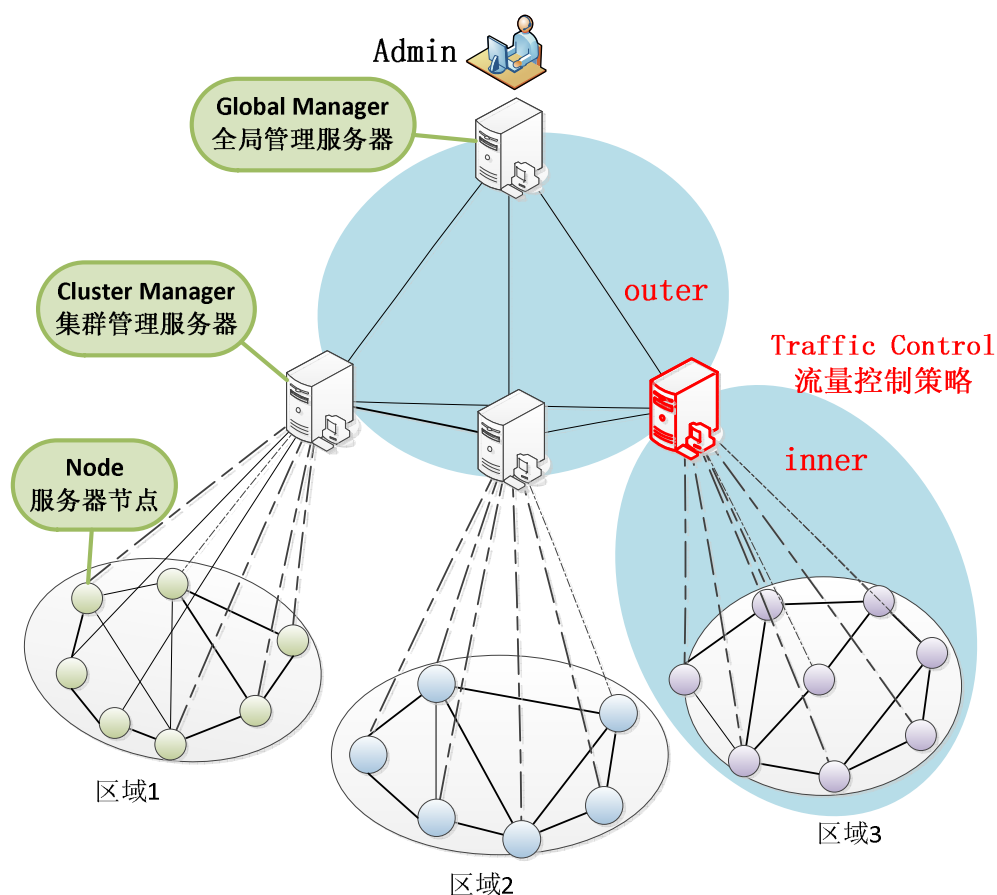 Admin
Global Manager
全局管理服务器
outer
Cluster Manager
集群管理服务器
Traffic Control
流量控制策略
inner
Node
服务器节点
区域1
区域2
区域3